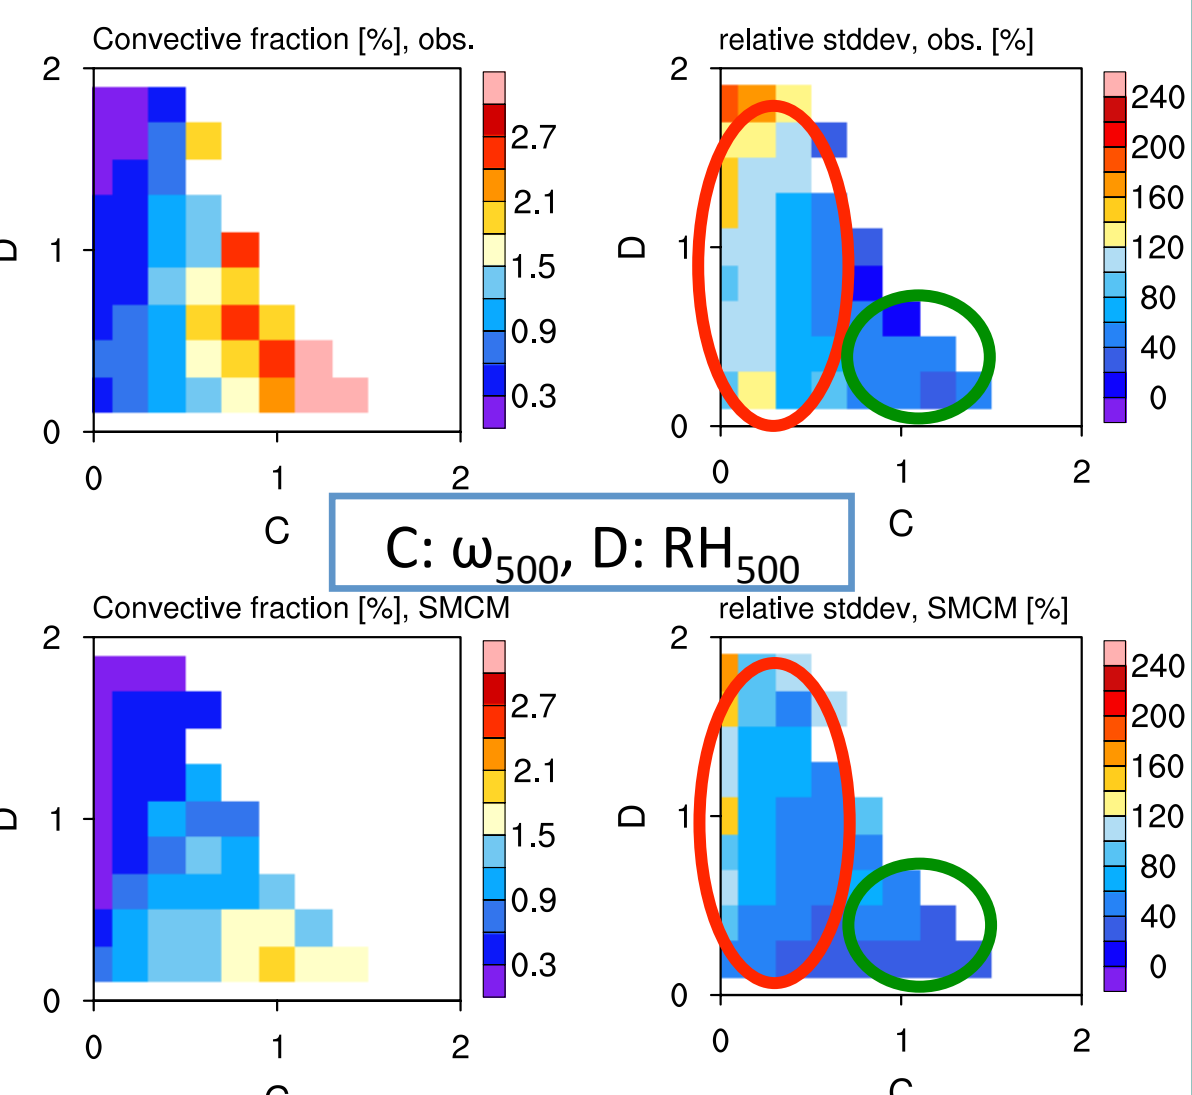 Convective fraction [%], obs.
2
1
0
D
0 1 2
C
2.7
2.1
1.5
0.9
0.3
relative stddev, obs. [%]
2
1
0
D
0 1 2
C
240
200
160
120
80
40
0
C: ω500, D: RH500
Convective fraction [%], SMCM
2
1
0
D
0 1 2
C
2.7
2.1
1.5
0.9
0.3
relative stddev, SMCM [%]
2
1
0
D
0 1 2
C
240
200
160
120
80
40
0